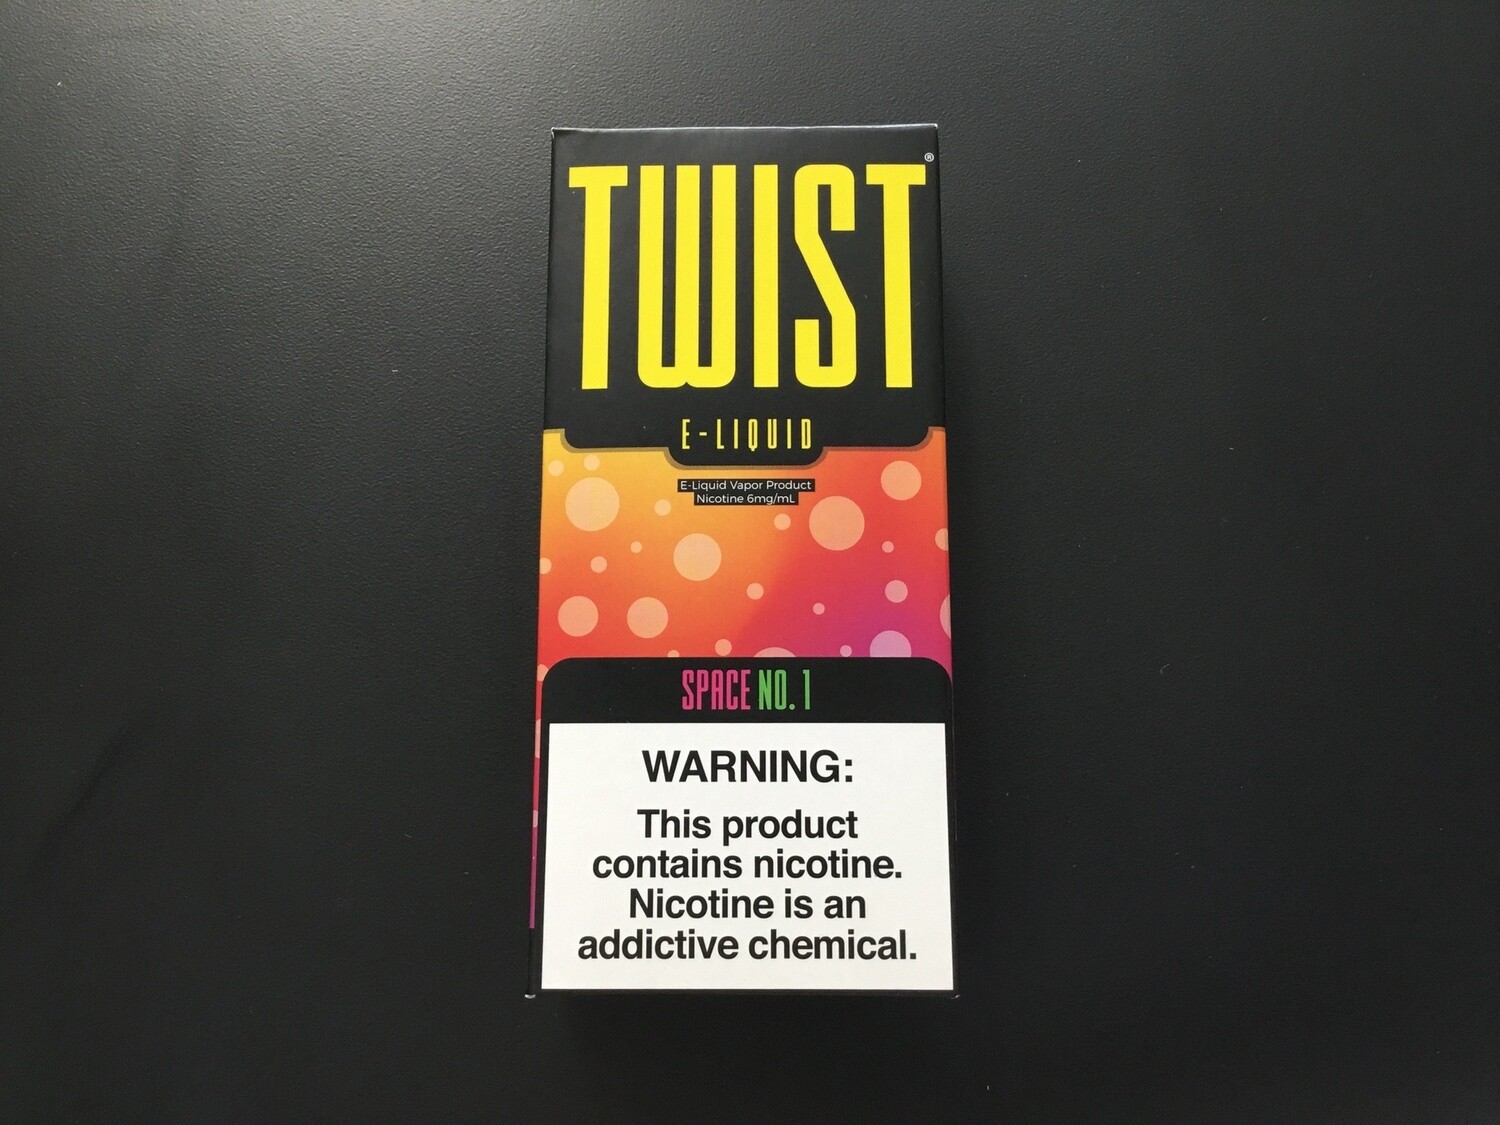 TWIST®
E-LIQUID
E-Liquid Vapor Product
Nicotine 6mg/mL
SPACE NO. 1
WARNING:
This product
contains nicotine.
Nicotine is an
addictive chemical.